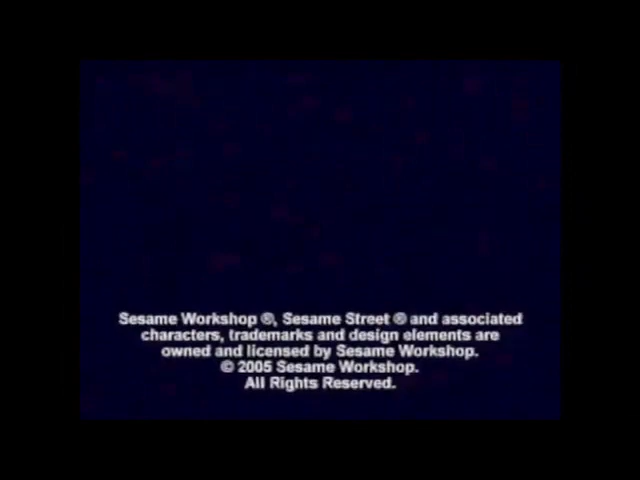 Sesame Workshop ®, Sesame Street ® and associated
characters, trademarks and design elements are
owned and licensed by Sesame Workshop.
© 2005 Sesame Workshop.
All Rights Reserved.